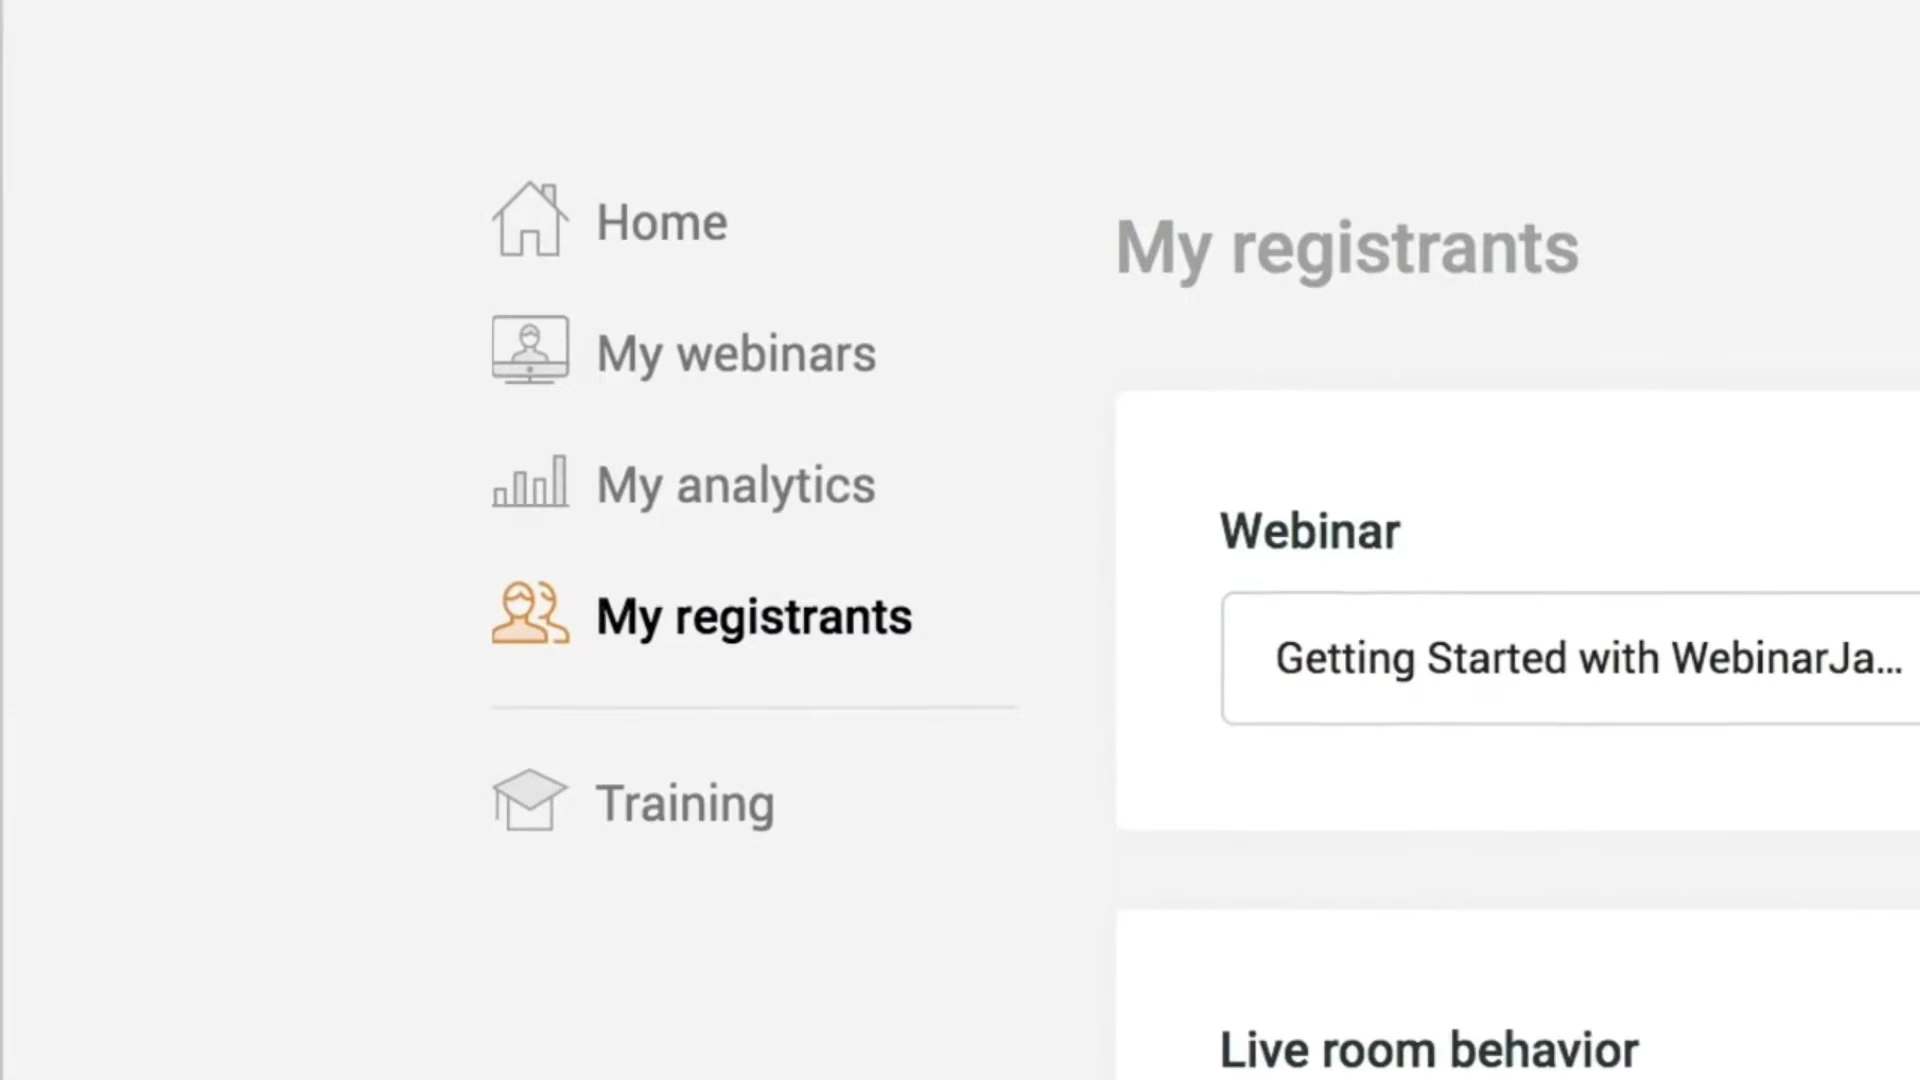 Home
My webinars
My analytics
My registrants
Training
My registrants
Webinar
Getting Started with WebinarJa...
Live room behavior